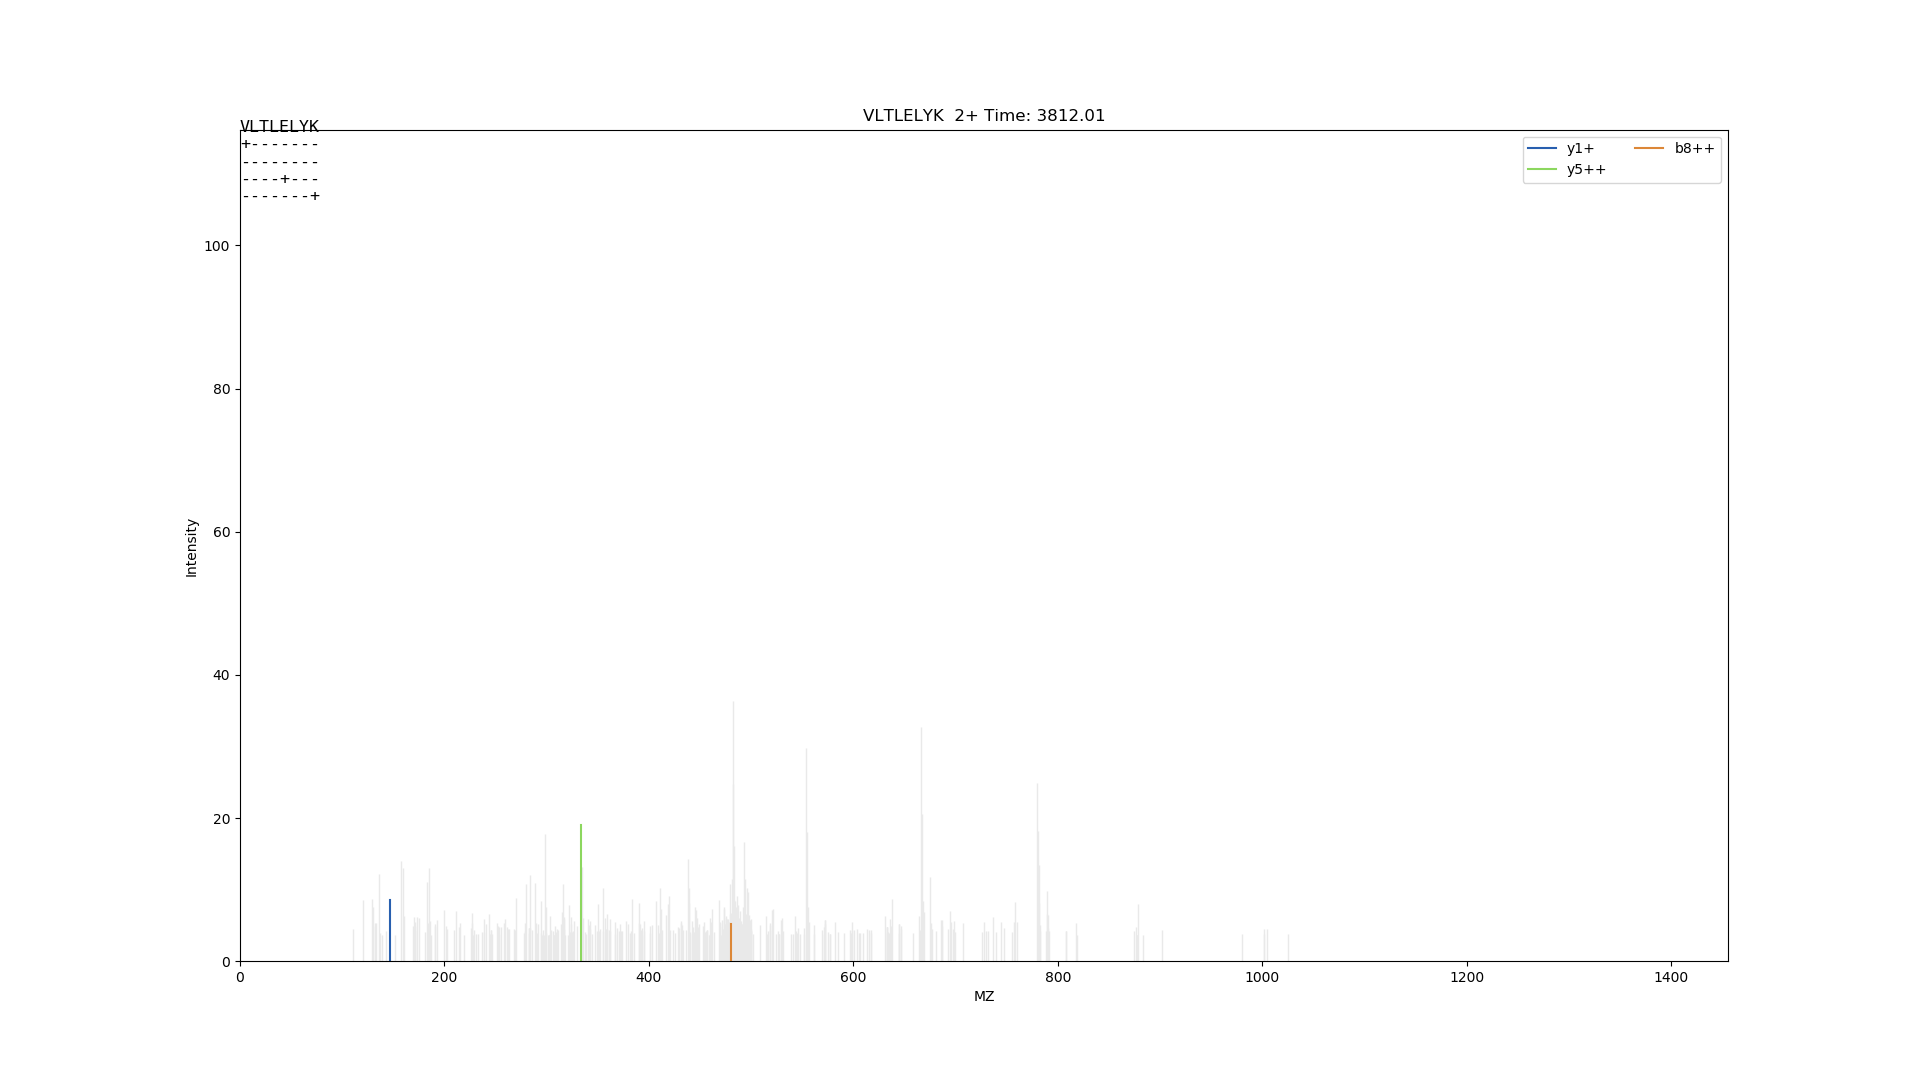 VLTLELYK 2+ Time: 3812.01
VLTLELYK
+-------
--------
----+---
-------+
y1+
y5++
b8++
100
80
60
40
20
0
Intensity
0 200 400 600 800 1000 1200 1400
MZ